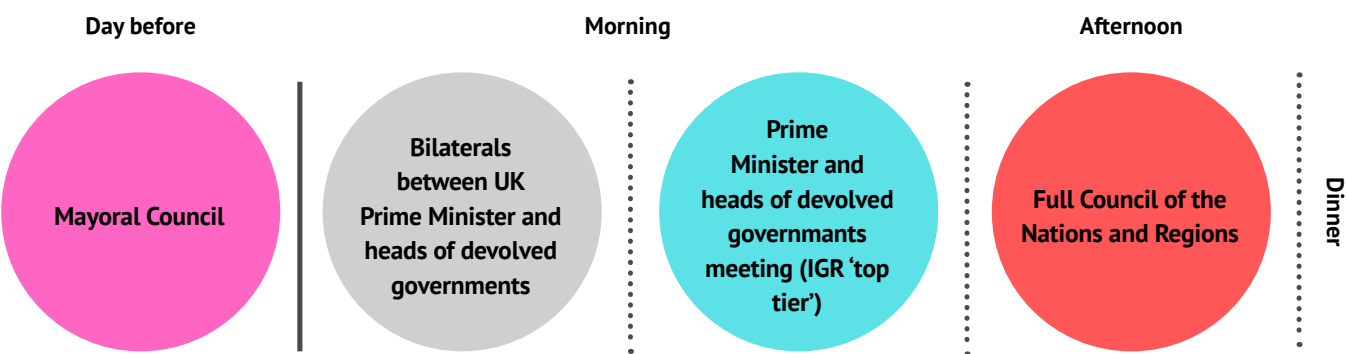 Day before
Morning
Afternoon
Mayoral Council
Bilaterals
between UK
Prime Minister and
heads of devolved
governments
Prime
Minister and
heads of devolved
governmants
meeting (IGR ‘top
tier’)
Full Council of the
Nations and Regions
Dinner